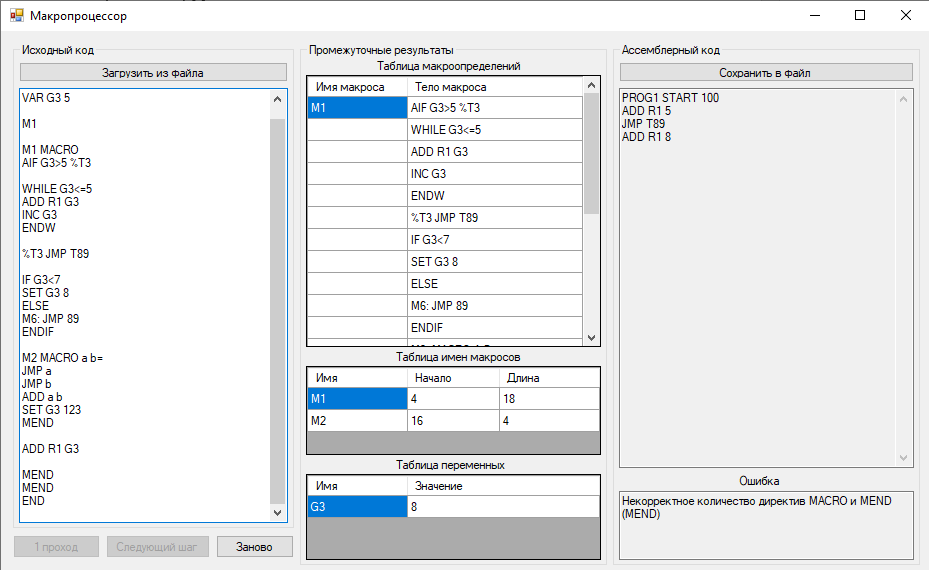 Макропроцессор
Исходный код
Загрузить из файла
VAR G3 5
M1
M1 MACRO
AIF G3>5 %T3
WHILE G3<=5
ADD R1 G3
INC G3
ENDW
%T3 JMP T89
IF G3<7
SET G3 8
ELSE
M6: JMP 89
ENDIF
M2 MACRO a b=
JMP a
JMP b
ADD a b
SET G3 123
MEND
ADD R1 G3
MEND
MEND
END
1 проход
Следующий шаг
Заново
Промежуточные результаты
Таблица макроопределений
Имя макроса Тело макроса
M1 AIF G3>5 %T3
WHILE G3<=5
ADD R1 G3
INC G3
ENDW
%T3 JMP T89
IF G3<7
SET G3 8
ELSE
M6: JMP 89
ENDIF
Таблица имен макросов
Имя Начало Длина
M1 4 18
M2 16 4
Таблица переменных
Имя Значение
G3 8
Ассемблерный код
Сохранить в файл
PROG1 START 100
ADD R1 5
JMP T89
ADD R1 8
Ошибка
Некорректное количество директив MACRO и MEND
(MEND)